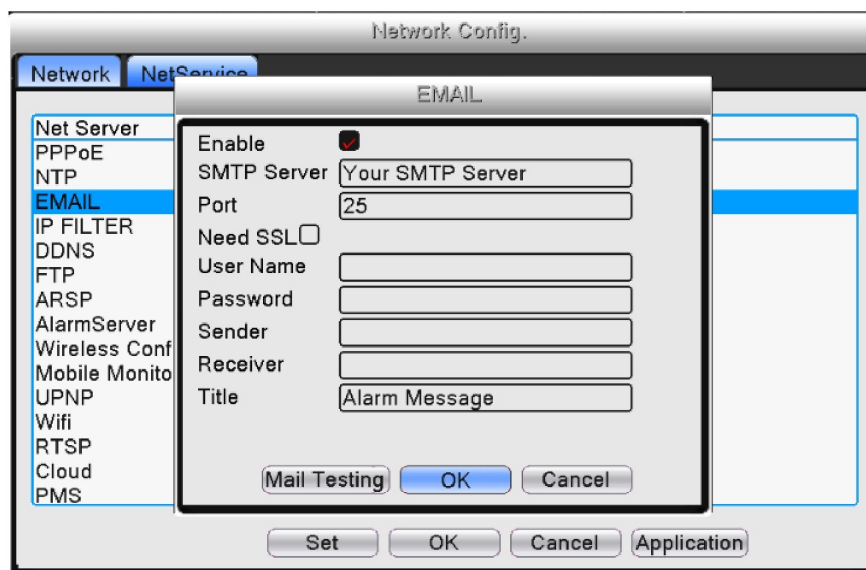 Network Config.
Network NetService
EMAIL
Net Server
PPPoE
NTP
EMAIL
IP FILTER
DDNS
FTP
ARSP
AlarmServer
Wireless Conf
Mobile Monito
UPNP
Wifi
RTSP
Cloud
PMS
Enable
SMTP Server Your SMTP Server
Port 25
Need SSL
User Name
Password
Sender
Receiver
Title Alarm Message
Mail Testing OK Cancel
Set OK Cancel Application